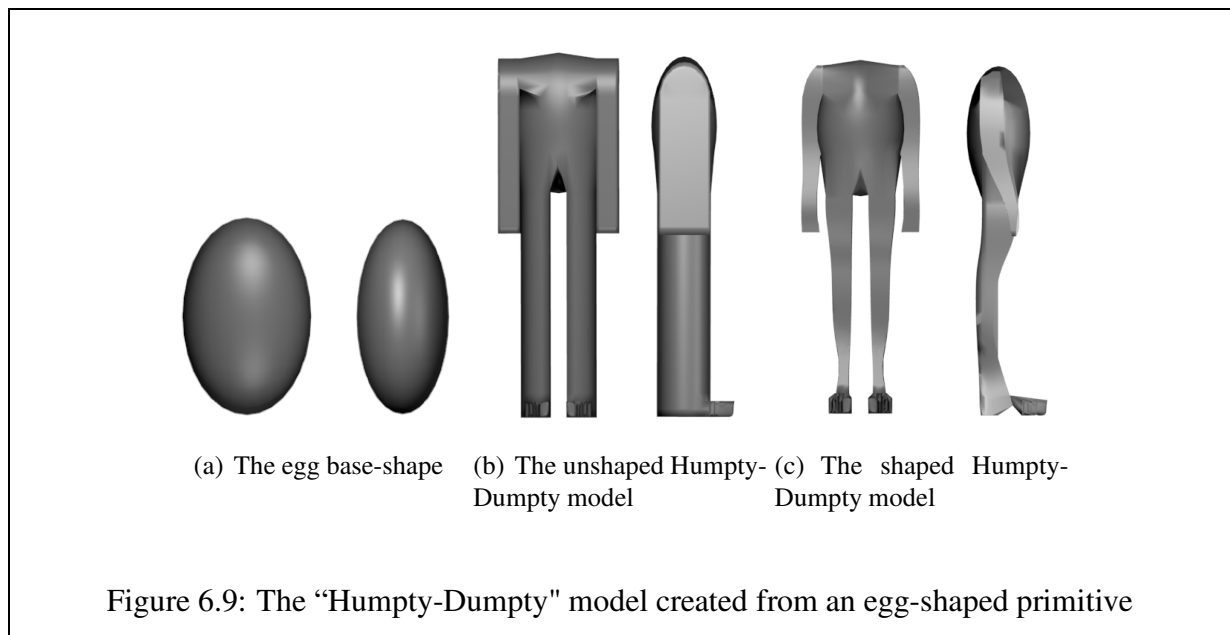 (a) The egg base-shape
(b) The unshaped Humpty-
Dumpty model
(c) The shaped Humpty-
Dumpty model
Figure 6.9: The “Humpty-Dumpty" model created from an egg-shaped primitive